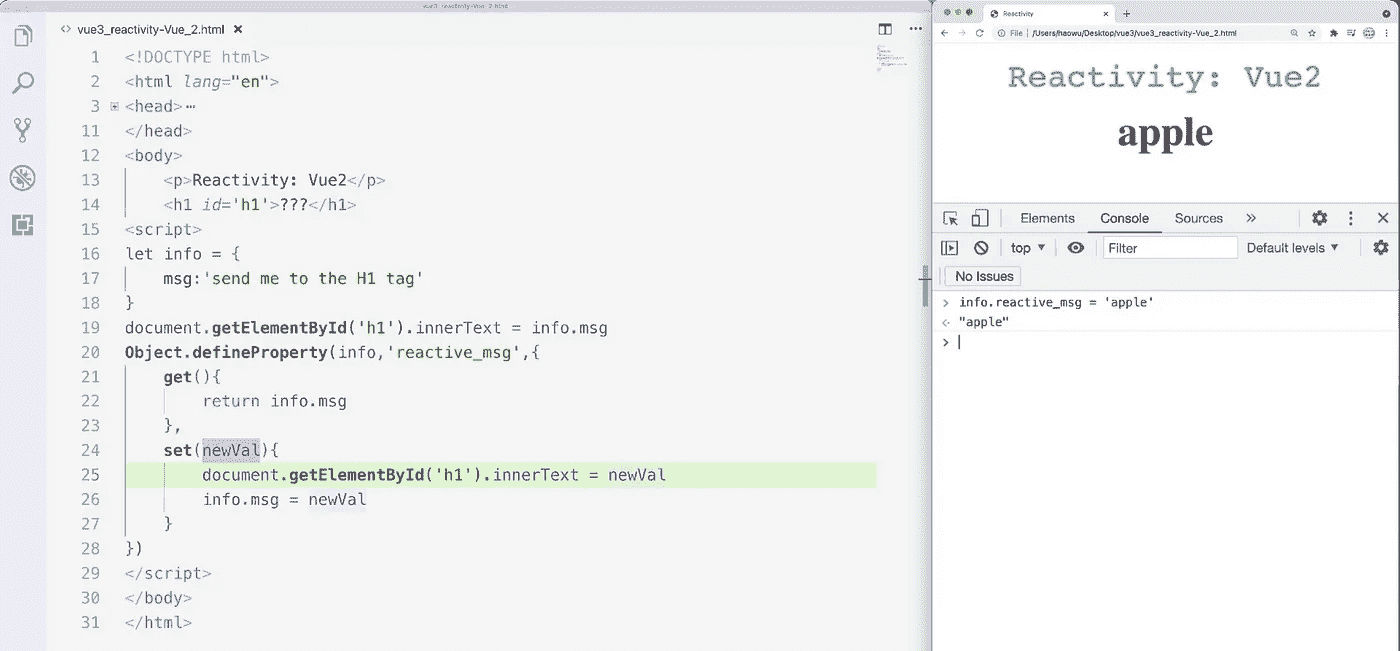 vue3_reactivity-Vue_2.html
vue3_reactivity-Vue_2.html
1 <!DOCTYPE html>
2 <html lang="en">
3 <head>…
11 </head>
12 <body>
13 <p>Reactivity: Vue2</p>
14 <h1 id='h1'>???</h1>
15 <script>
16 let info = {
17 msg:'send me to the H1 tag'
18 }
19 document.getElementById('h1').innerText = info.msg
20 Object.defineProperty(info,'reactive_msg',{
21 get(){
22 return info.msg
23 },
24 set(newVal){
25 document.getElementById('h1').innerText = newVal
26 info.msg = newVal
27 }
28 })
29 </script>
30 </body>
31 </html>
Reactivity
File | /Users/haowu/Desktop/vue3/vue3_reactivity-Vue_2.html
Reactivity: Vue2
apple
Elements Console Sources »
top Filter Default levels
No Issues
> info.reactive_msg = 'apple'
"apple"
>